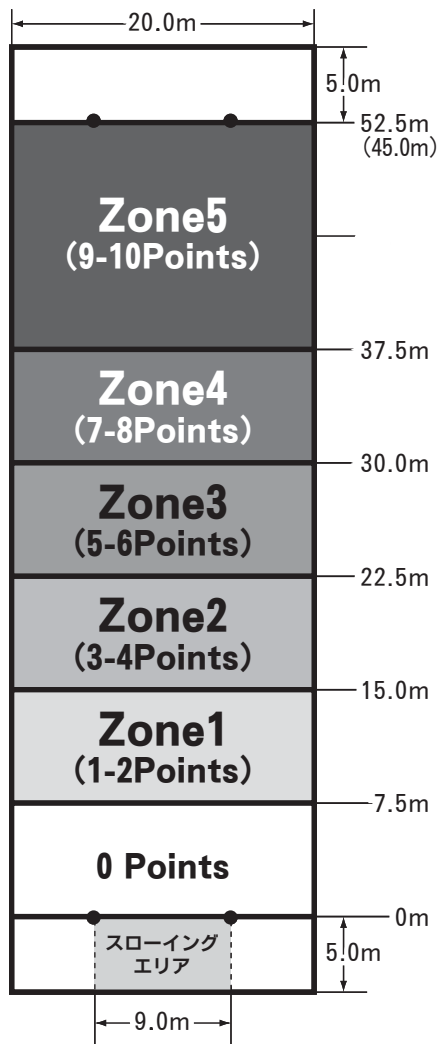 20.0m
5.0m
52.5m
(45.0m)
Zone5
(9-10Points)
37.5m
Zone4
(7-8Points)
30.0m
Zone3
(5-6Points)
22.5m
Zone2
(3-4Points)
15.0m
Zone1
(1-2Points)
7.5m
0 Points
0m
スローイング
エリア
5.0m
9.0m